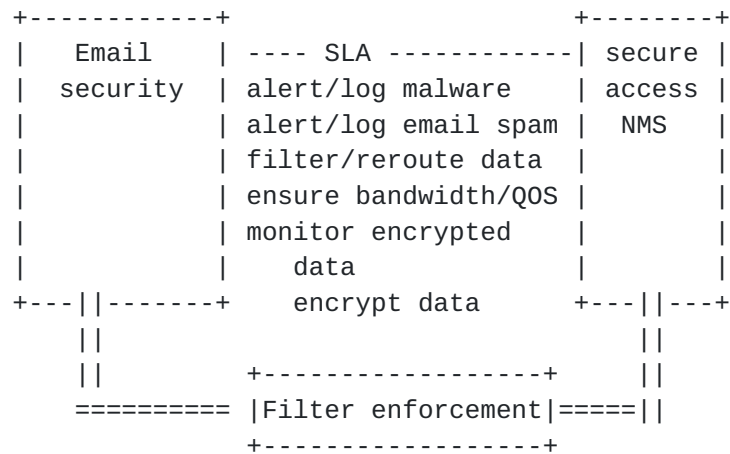 +------------+                       +--------+
|   Email    | ---- SLA ------------| secure |
|  security  | alert/log malware    | access |
|            | alert/log email spam |  NMS   |
|            | filter/reroute data  |        |
|            | ensure bandwidth/QOS |        |
|            | monitor encrypted    |        |
|            |    data              |        |
+---||-------+    encrypt data      +---||---+
    ||                                  ||
    ||         +------------------+     ||
    ========== |Filter enforcement|=====||
               +------------------+